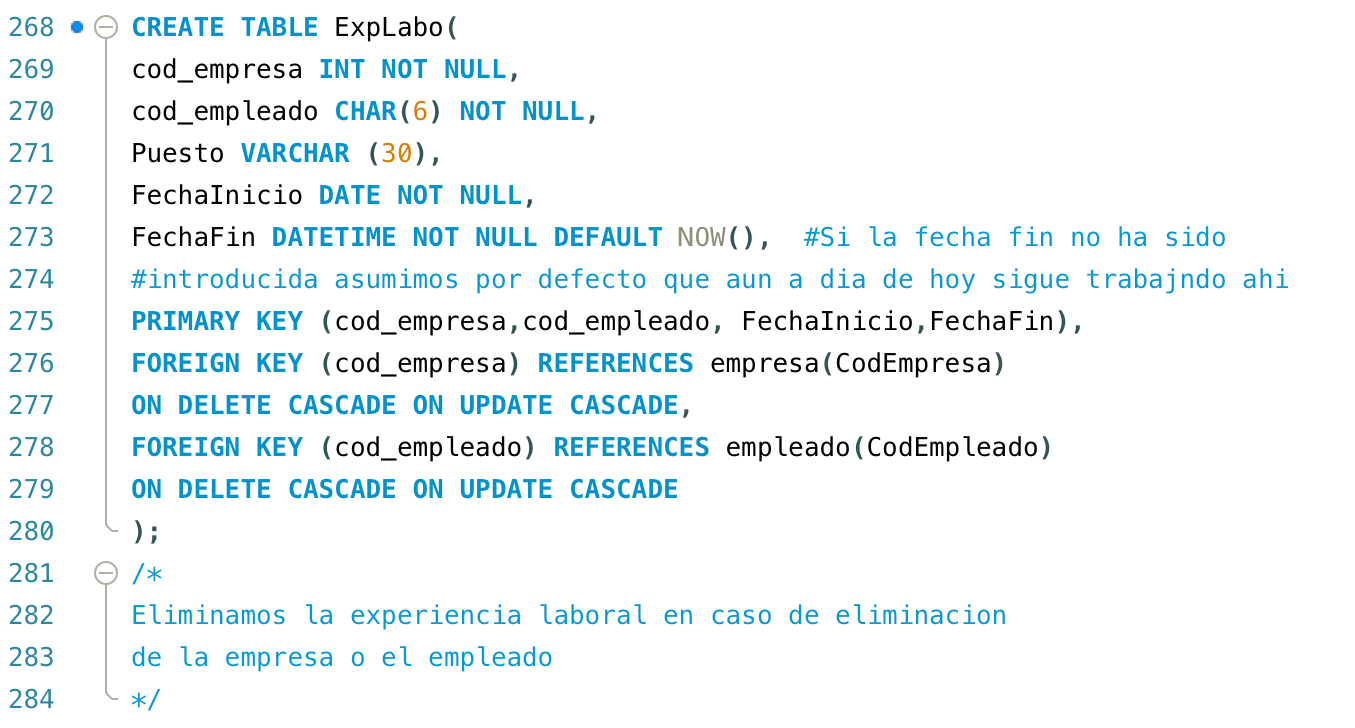 268 CREATE TABLE ExpLabo(
269 cod_empresa INT NOT NULL,
270 cod_empleado CHAR(6) NOT NULL,
271 Puesto VARCHAR (30),
272 FechaInicio DATE NOT NULL,
273 FechaFin DATETIME NOT NULL DEFAULT NOW(),  #Si la fecha fin no ha sido
274 #introducida asumimos por defecto que aun a dia de hoy sigue trabajndo ahi
275 PRIMARY KEY (cod_empresa,cod_empleado, FechaInicio,FechaFin),
276 FOREIGN KEY (cod_empresa) REFERENCES empresa(CodEmpresa)
277 ON DELETE CASCADE ON UPDATE CASCADE,
278 FOREIGN KEY (cod_empleado) REFERENCES empleado(CodEmpleado)
279 ON DELETE CASCADE ON UPDATE CASCADE
280 );
281 /*
282 Eliminamos la experiencia laboral en caso de eliminacion
283 de la empresa o el empleado
284 */